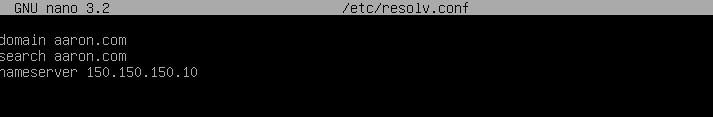 GNU nano 3.2 /etc/resolv.conf
domain aaron.com
search aaron.com
nameserver 150.150.150.10